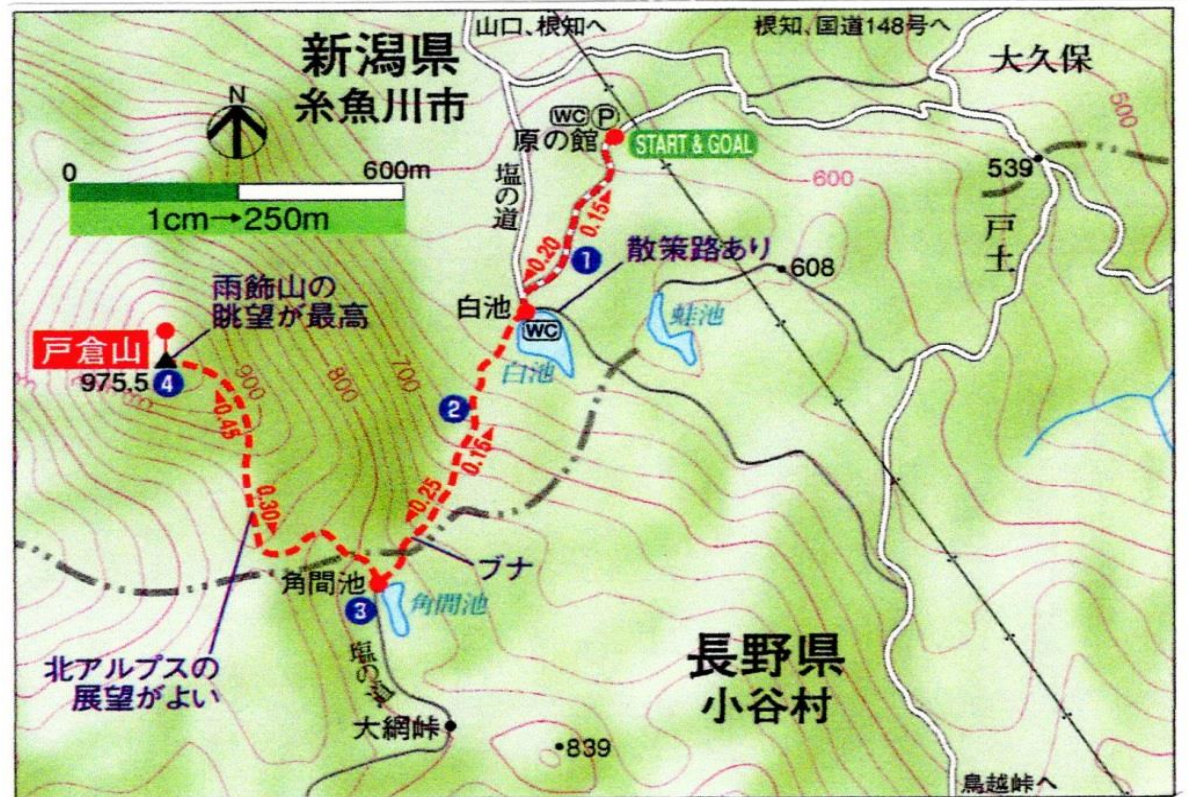 山口、根知へ
根知、国道148号へ
新潟県
糸魚川市
大久保
N
500
WC P
原の館
START & GOAL
0 600m
1cm→250m
塩の道
600
539
戸土
0.15
0.20
1
散策路あり
608
雨飾山の
眺望が最高
白池
WC
蛙池
白池
戸倉山
975.5
4
900
800
700
2
0.45
0.15
0.30
0.25
ブナ
角間池
3
角間池
北アルプスの
展望がよい
塩の道
長野県
小谷村
大網峠
839
鳥越峠へ